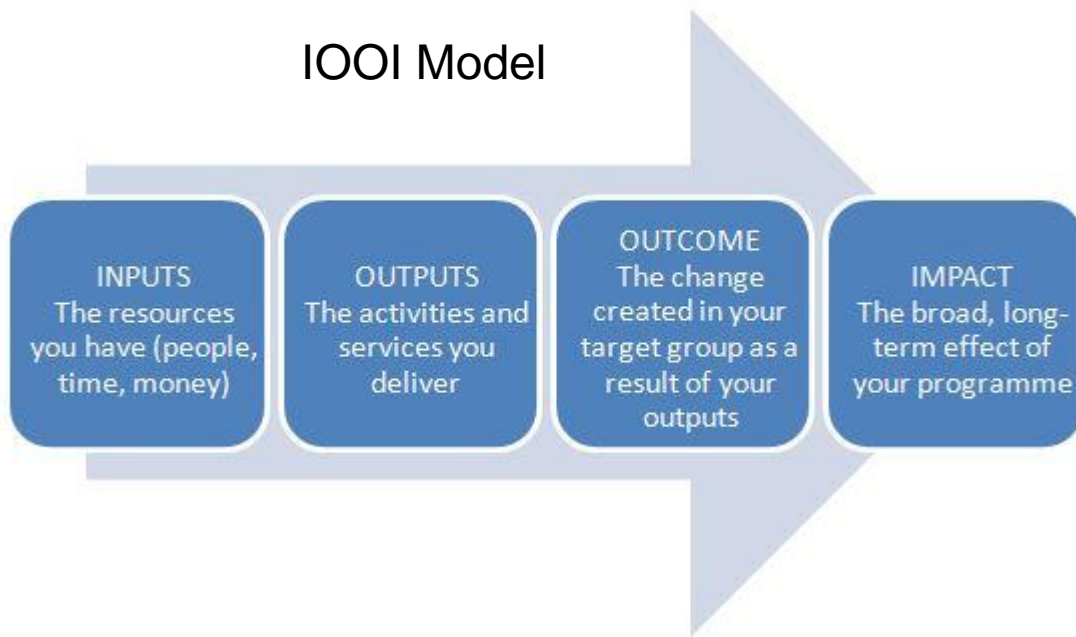 IOOI Model
INPUTS
The resources
you have (people,
time, money)
OUTPUTS
The activities and
services you
deliver
OUTCOME
The change
created in your
target group as a
result of your
outputs
IMPACT
The broad, long-
term effect of
your programme